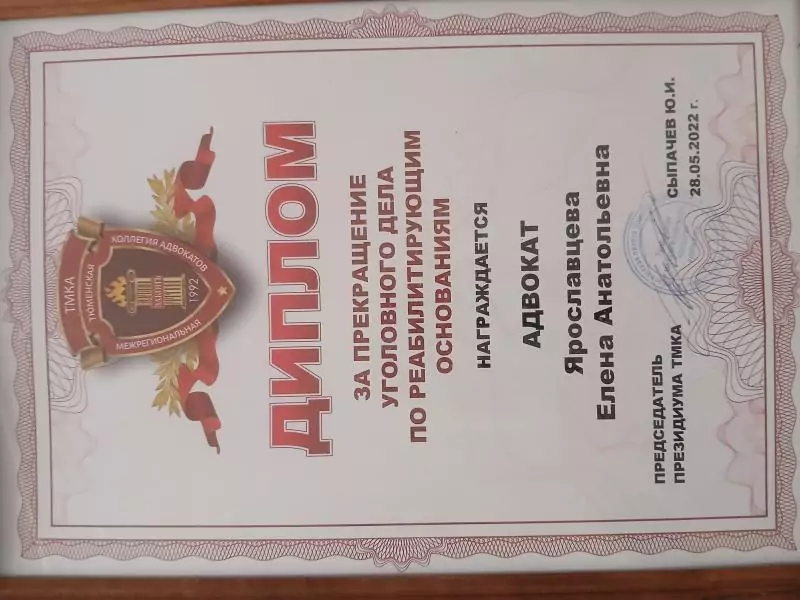 ТМКА
ТЮМЕНСКАЯ
КОЛЛЕГИЯ АДВОКАТОВ
МЕЖРЕГИОНАЛЬНАЯ
1992
ДИПЛОМ
ЗА ПРЕКРАЩЕНИЕ
УГОЛОВНОГО ДЕЛА
ПО РЕАБИЛИТИРУЮЩИМ
ОСНОВАНИЯМ
НАГРАЖДАЕТСЯ
АДВОКАТ
Ярославцева
Елена Анатольевна
ПРЕДСЕДАТЕЛЬ
ПРЕЗИДИУМА ТМКА
СЫПАЧЕВ Ю.И.
28.05.2022 г.